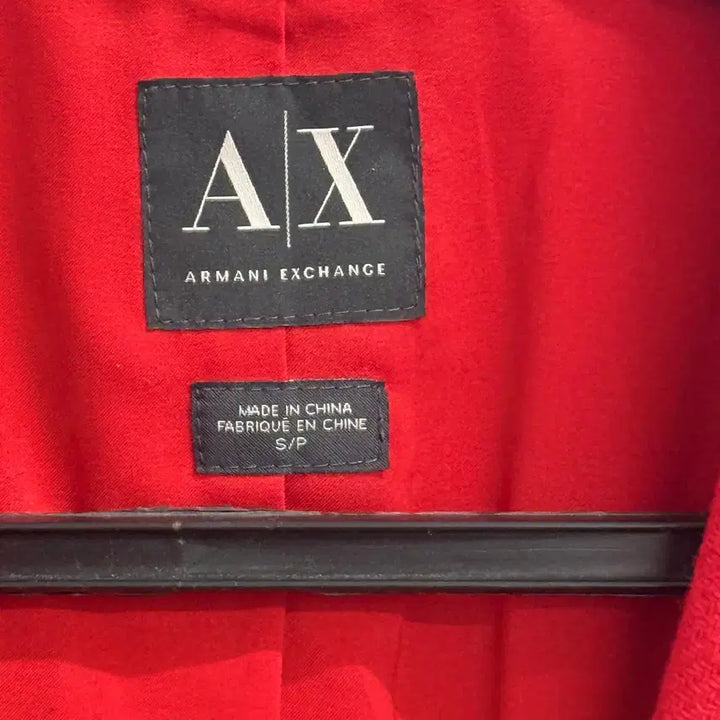 A|X
ARMANI EXCHANGE
MADE IN CHINA
FABRIQUÉ EN CHINE
S/P